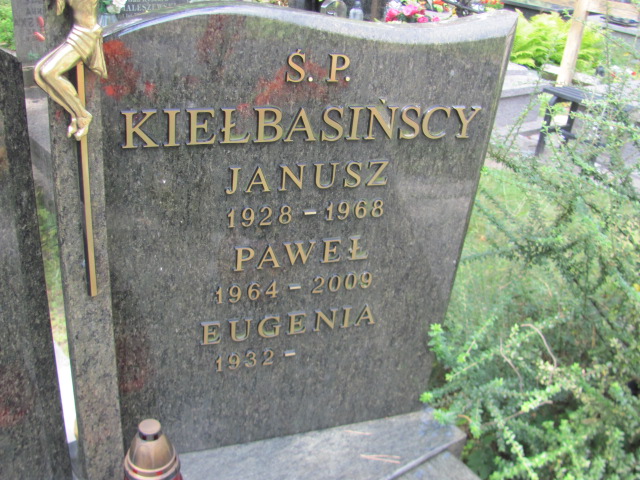 Ś. P.
KIEŁBASIŃSCY
JANUSZ
1928 – 1968
PAWEŁ
1964 – 2009
EUGENIA
1932 –